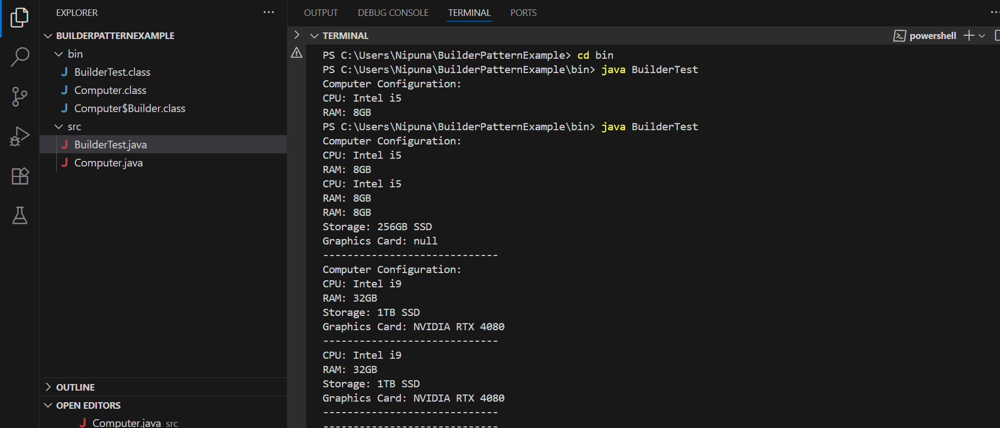 EXPLORER
BUILDERPATTERNEXAMPLE
bin
BuilderTest.class
Computer.class
Computer$Builder.class
src
BuilderTest.java
Computer.java
OUTLINE
OPEN EDITORS
Computer.java src
OUTPUT DEBUG CONSOLE TERMINAL PORTS
TERMINAL
powershell
PS C:\Users\Nipuna\BuilderPatternExample> cd bin
PS C:\Users\Nipuna\BuilderPatternExample\bin> java BuilderTest
Computer Configuration:
CPU: Intel i5
RAM: 8GB
PS C:\Users\Nipuna\BuilderPatternExample\bin> java BuilderTest
Computer Configuration:
CPU: Intel i5
RAM: 8GB
CPU: Intel i5
RAM: 8GB
RAM: 8GB
Storage: 256GB SSD
Graphics Card: null
-----------------------------
Computer Configuration:
CPU: Intel i9
RAM: 32GB
Storage: 1TB SSD
Graphics Card: NVIDIA RTX 4080
-----------------------------
CPU: Intel i9
RAM: 32GB
Storage: 1TB SSD
Graphics Card: NVIDIA RTX 4080
-----------------------------
-----------------------------